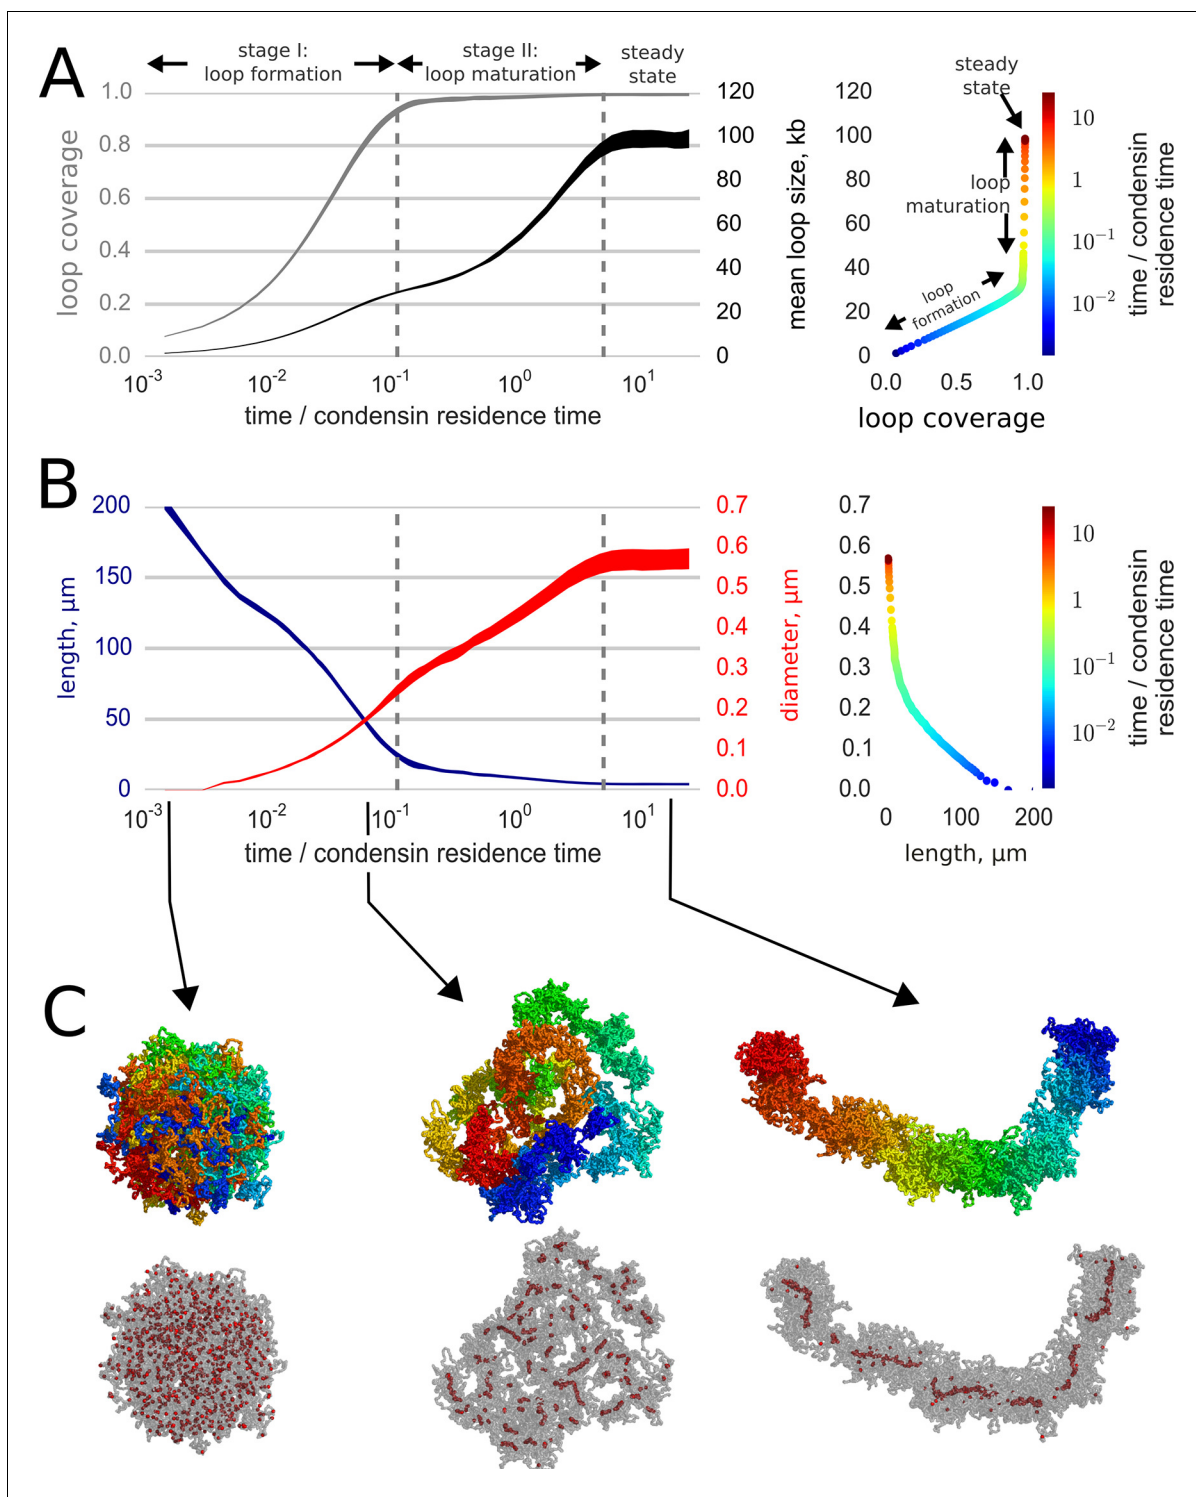 A
stage I:
loop formation
stage II:
loop maturation
steady
state
1.0
0.8
0.6
0.4
0.2
0.0
loop coverage
120
100
80
60
40
20
0
mean loop size, kb
10⁻³
10⁻²
10⁻¹
10⁰
10¹
time / condensin residence time
120
100
80
60
40
20
0
steady
state
loop
maturation
loop
formation
0.0
0.5
1.0
loop coverage
10
1
10⁻¹
10⁻²
time / condensin
residence time
B
200
150
100
50
0
length, µm
0.7
0.6
0.5
0.4
0.3
0.2
0.1
0.0
diameter, µm
10⁻³
10⁻²
10⁻¹
10⁰
10¹
time / condensin residence time
0.7
0.6
0.5
0.4
0.3
0.2
0.1
0.0
0
100
200
length, µm
10
1
10⁻¹
10⁻²
time / condensin
residence time
C